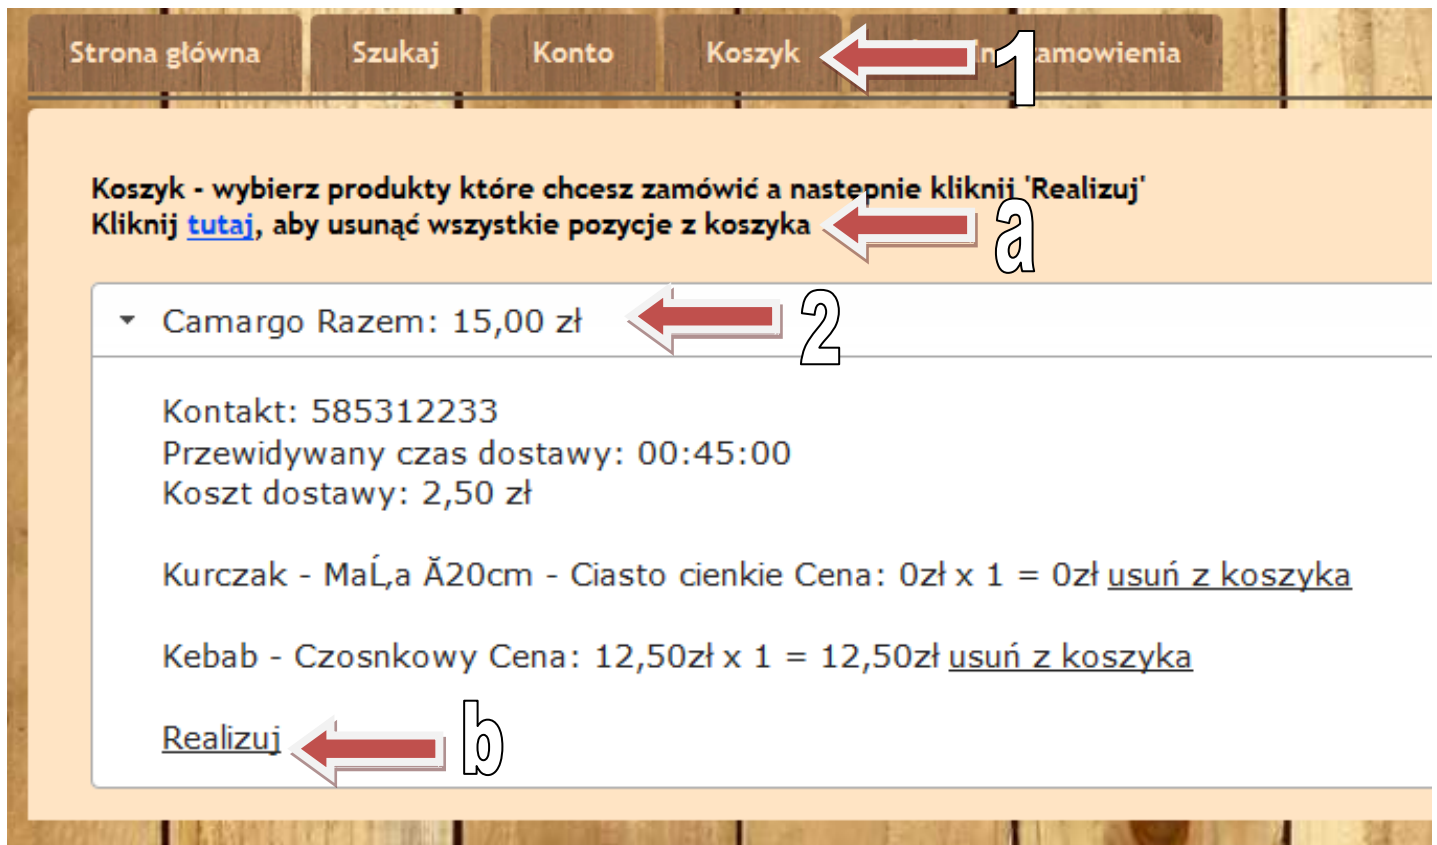 Strona główna
Szukaj
Konto
Koszyk
1
Koszyk - wybierz produkty które chcesz zamówić a nastepnie kliknij 'Realizuj'
Kliknij tutaj, aby usunąć wszystkie pozycje z koszyka
a
Camargo Razem: 15,00 zł
2
Kontakt: 585312233
Przewidywany czas dostawy: 00:45:00
Koszt dostawy: 2,50 zł
Kurczak - MaĹ‚a Ă20cm - Ciasto cienkie Cena: 0zł x 1 = 0zł usuń z koszyka
Kebab - Czosnkowy Cena: 12,50zł x 1 = 12,50zł usuń z koszyka
Realizuj
b